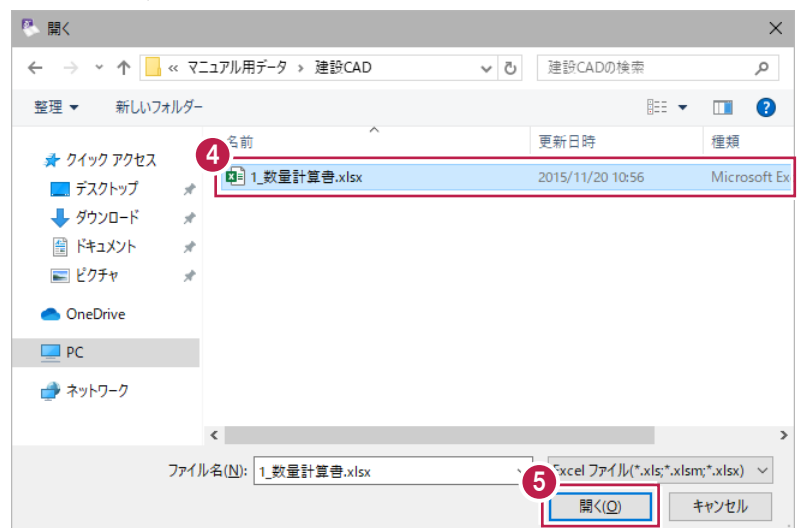 開く
« マニュアル用データ › 建設CAD
建設CADの検索
整理 新しいフォルダー
名前 更新日時 種類
4
1_数量計算書.xlsx 2015/11/20 10:56 Microsoft Ex
クイック アクセス
デスクトップ
ダウンロード
ドキュメント
ピクチャ
OneDrive
PC
ネットワーク
ファイル名(N): 1_数量計算書.xlsx Excel ファイル(*.xls;*.xlsm;*.xlsx)
5
開く(O) キャンセル